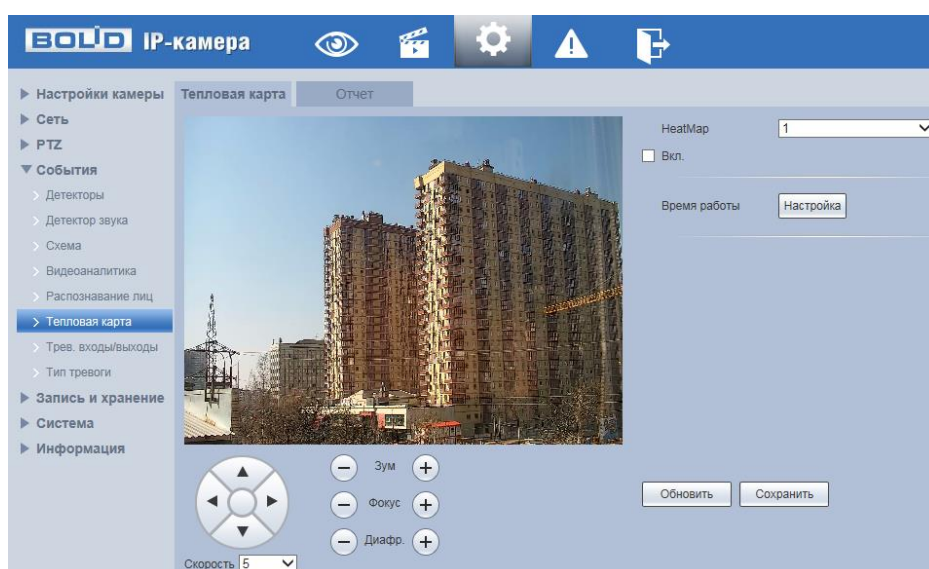 BOLID IP-камера
Настройки камеры
Сеть
PTZ
События
Детекторы
Детектор звука
Схема
Видеоаналитика
Распознавание лиц
Тепловая карта
Трев. входы/выходы
Тип тревоги
Запись и хранение
Система
Информация
Тепловая карта Отчет
HeatMap 1
Вкл.
Время работы Настройка
Зум
Фокус
Диафр.
Скорость 5
Обновить Сохранить